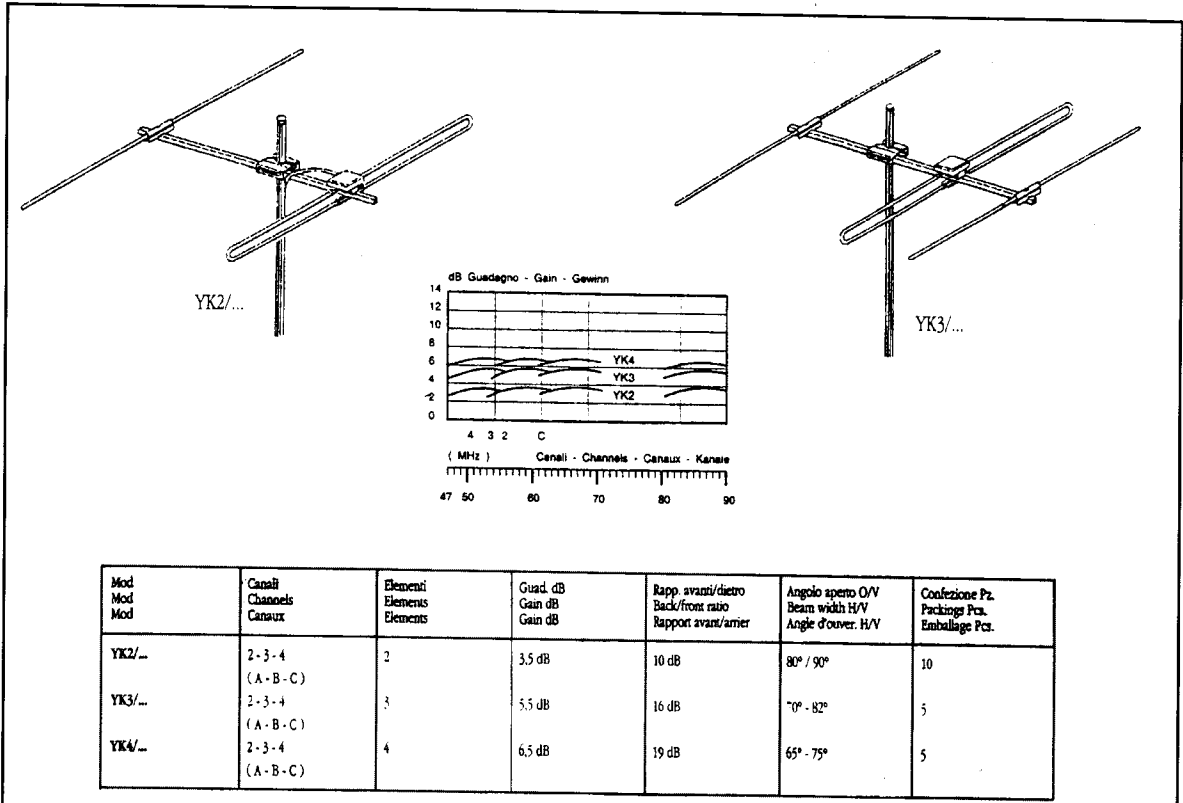 YK2/...
YK3/...
dB Guadagno - Gain - Gewinn
14
12
10
8
6
4
2
0
YK4
YK3
YK2
4 3 2 C
( MHz ) Canali - Channels - Canaux - Kanale
47 50 60 70 80 90
Mod
Mod
Mod
Canali
Channels
Canaux
Elementi
Elements
Elements
Guad. dB
Gain dB
Gain dB
Rapp. avanti/dietro
Back/front ratio
Rapport avant/arrier
Angolo aperto O/V
Beam width H/V
Angle d'ouver. H/V
Confezione Pz.
Packings Pcs.
Emballage Pcs.
YK2/... 2-3-4 2 3,5 dB 10 dB 80° / 90° 10
(A-B-C)
YK3/... 2-3-4 3 5,5 dB 16 dB 82° 5
(A-B-C)
YK4/... 2-3-4 4 6,5 dB 19 dB 65° - 75° 5
(A-B-C)